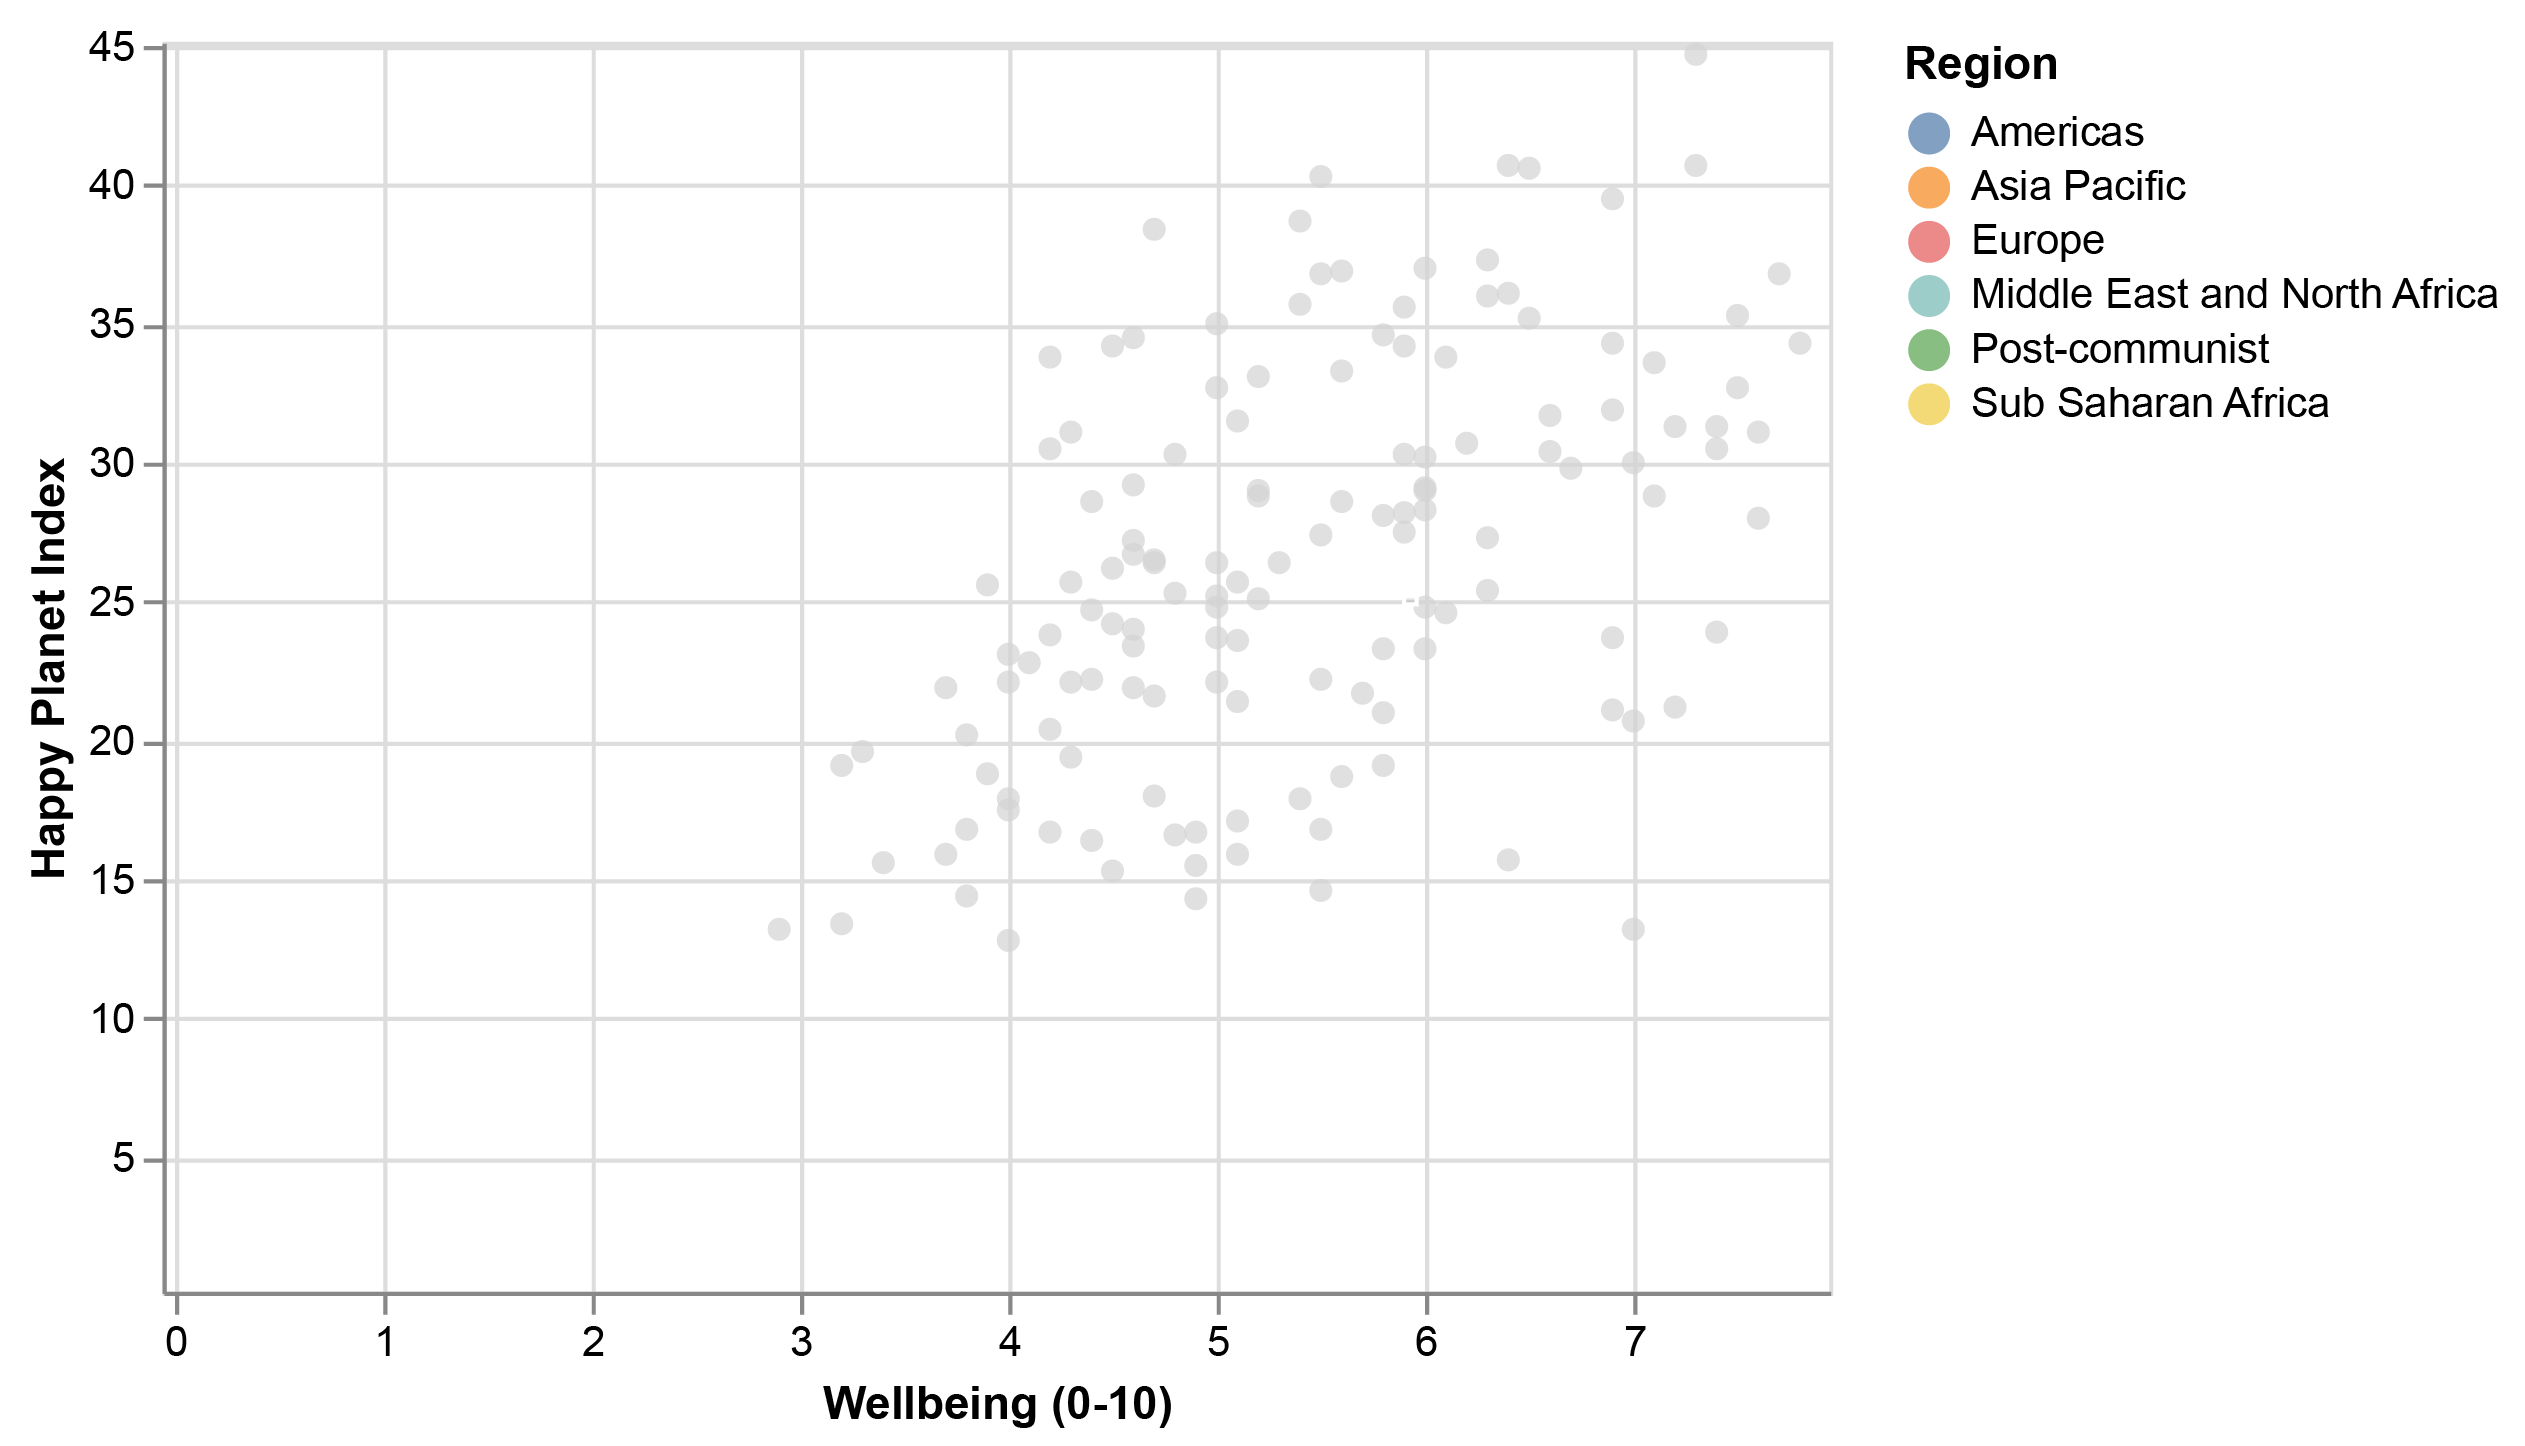 45
40
35
30
25
20
15
10
5
Happy Planet Index
0 1 2 3 4 5 6 7
Wellbeing (0-10)
Region
Americas
Asia Pacific
Europe
Middle East and North Africa
Post-communist
Sub Saharan Africa